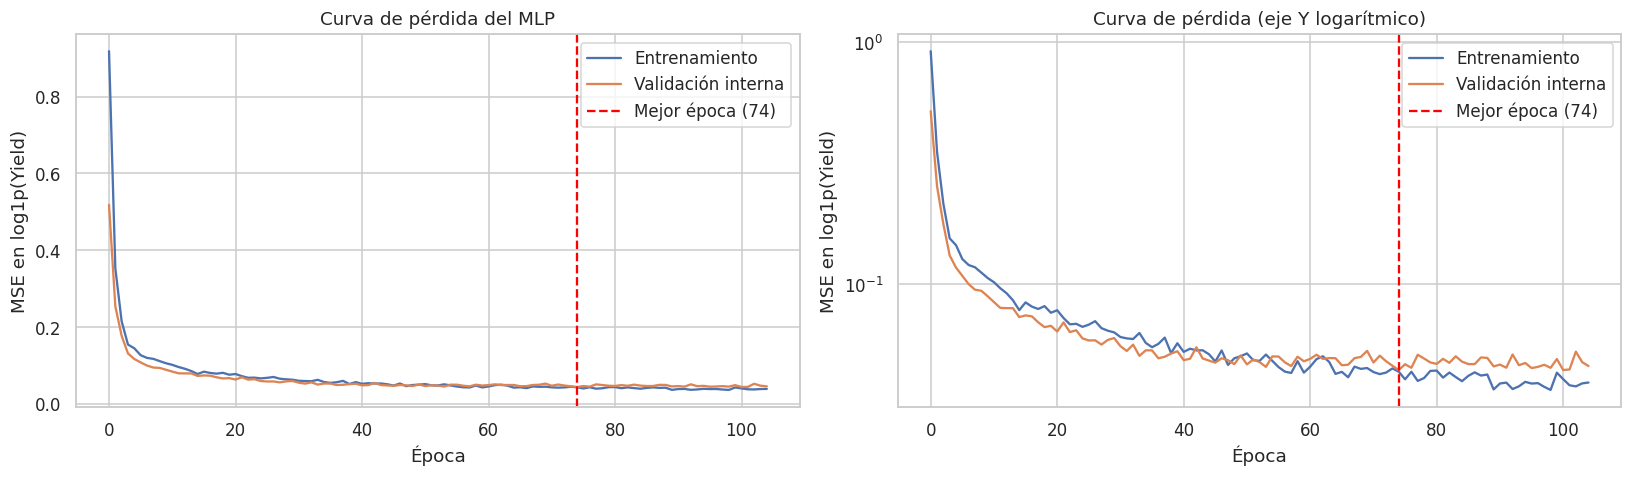 Curva de pérdida del MLP
MSE en log1p(Yield)
0.8
0.6
0.4
0.2
0.0
0 20 40 60 80 100
Época
Entrenamiento
Validación interna
Mejor época (74)
Curva de pérdida (eje Y logarítmico)
MSE en log1p(Yield)
10⁰
10⁻¹
0 20 40 60 80 100
Época
Entrenamiento
Validación interna
Mejor época (74)